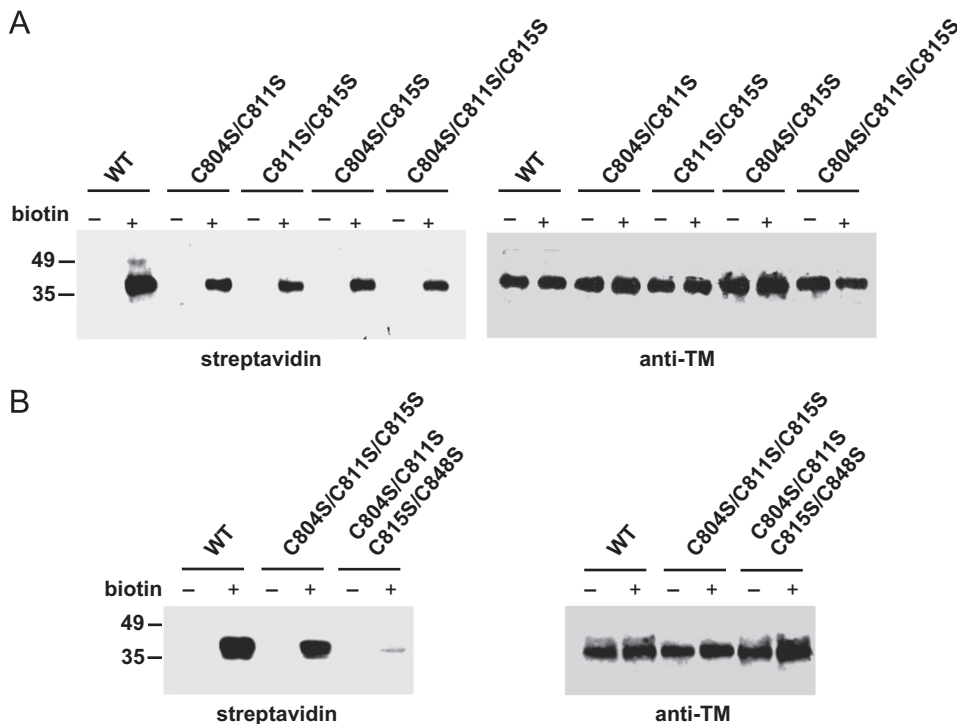 A
WT C804S/C811S C811S/C815S C804S/C815S C804S/C811S/C815S WT C804S/C811S C811S/C815S C804S/C815S C804S/C811S/C815S
biotin – + – + – + – + – + – + – + – + – + – +
49
35
streptavidin anti-TM
B
WT C804S/C811S/C815S C804S/C811S WT C804S/C811S/C815S C804S/C811S
C815S/C848S C815S/C848S
biotin – + – + – + – + – + – +
49
35
streptavidin anti-TM